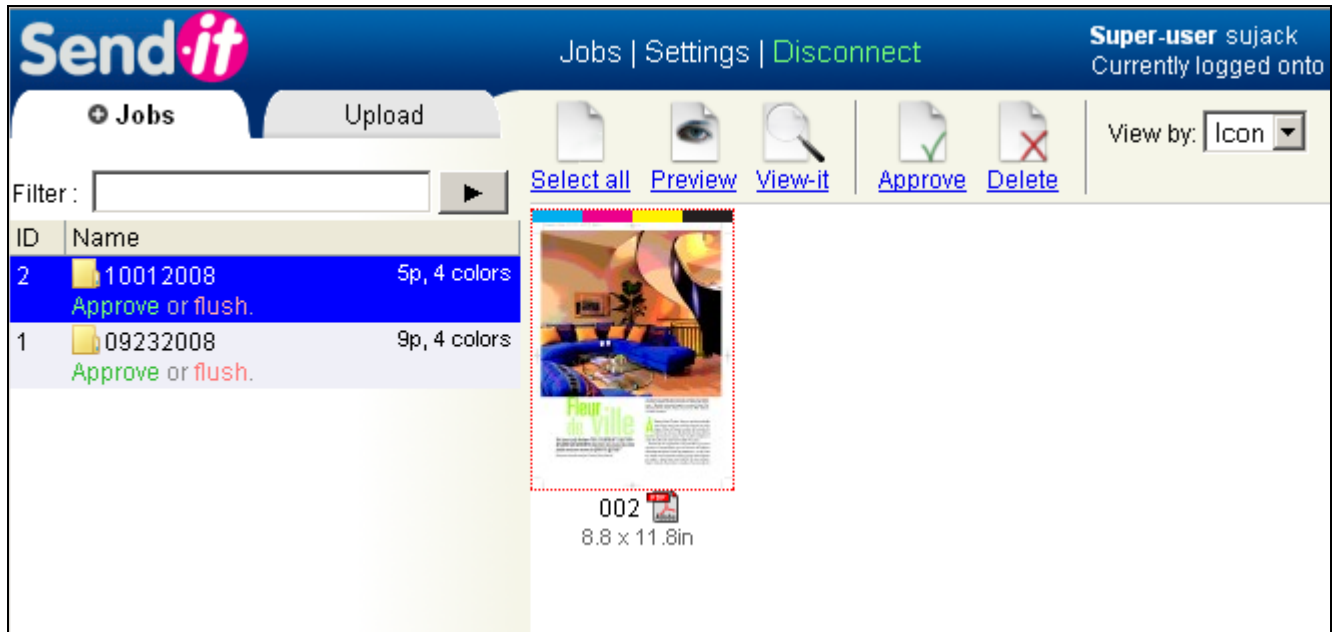 Send-it
Jobs | Settings | Disconnect
Super-user sujack
Currently logged onto
Jobs
Upload
Filter :
Select all
Preview
View-it
Approve
Delete
View by: Icon
ID Name
2 10012008 5p, 4 colors
Approve or flush.
1 09232008 9p, 4 colors
Approve or flush.
Fleur
de Ville
002
8.8 x 11.8in